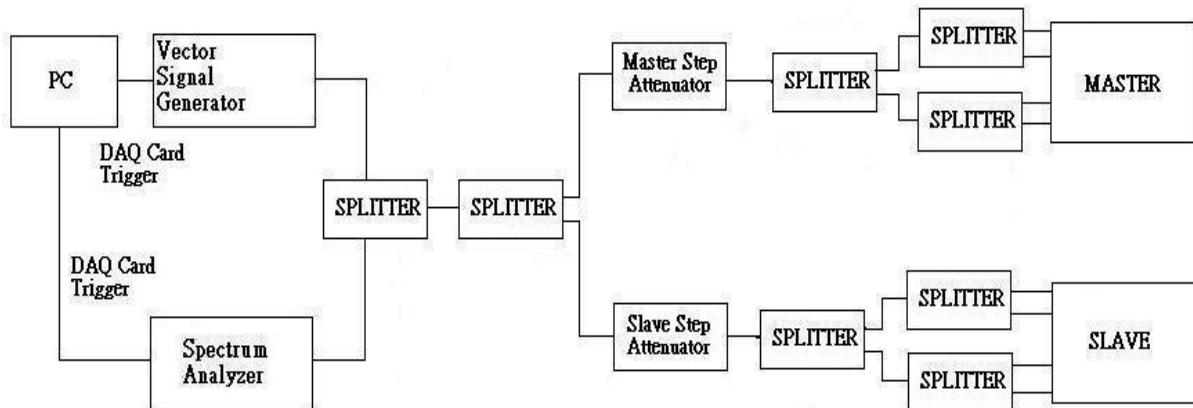 PC
Vector
Signal
Generator
DAQ Card
Trigger
DAQ Card
Trigger
Spectrum
Analyzer
SPLITTER
SPLITTER
Master Step
Attenuator
SPLITTER
SPLITTER
SPLITTER
MASTER
Slave Step
Attenuator
SPLITTER
SPLITTER
SPLITTER
SLAVE